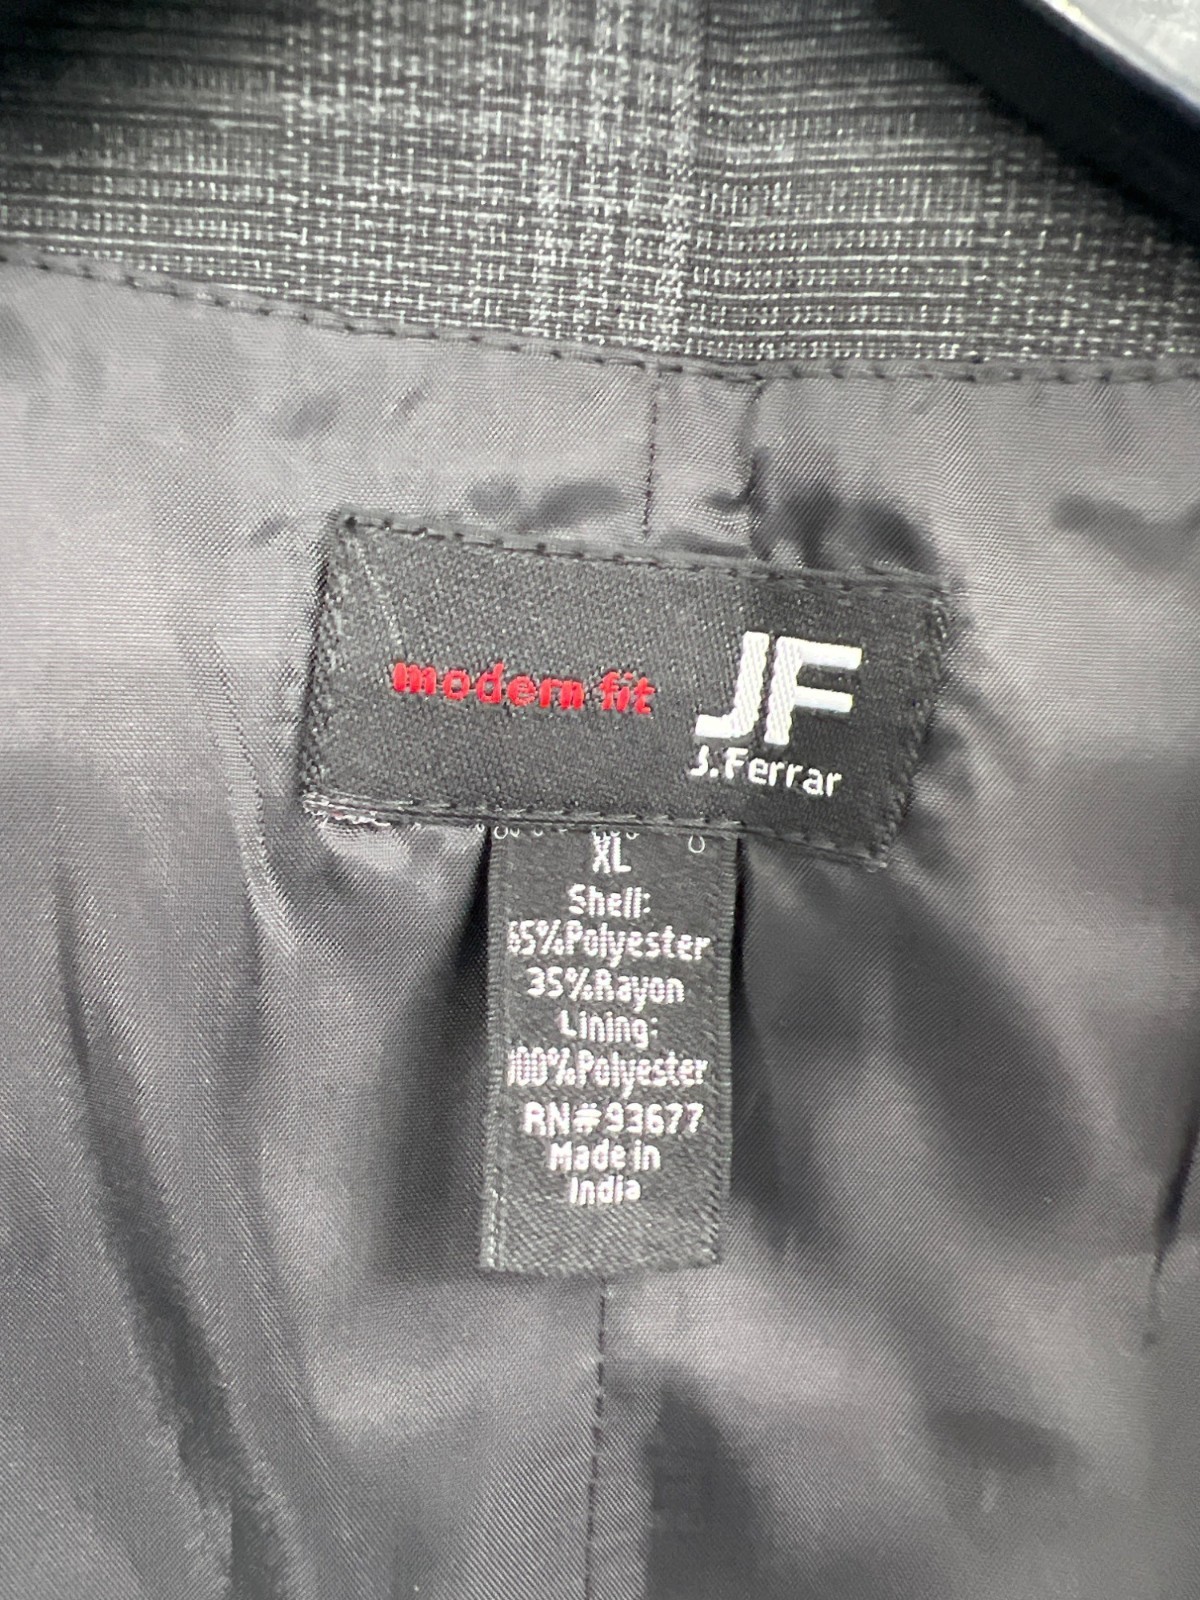 modern fit
JF
J.Ferrar
XL
Shell:
65%Polyester
35%Rayon
Lining:
100%Polyester
RN#93677
Made in
India